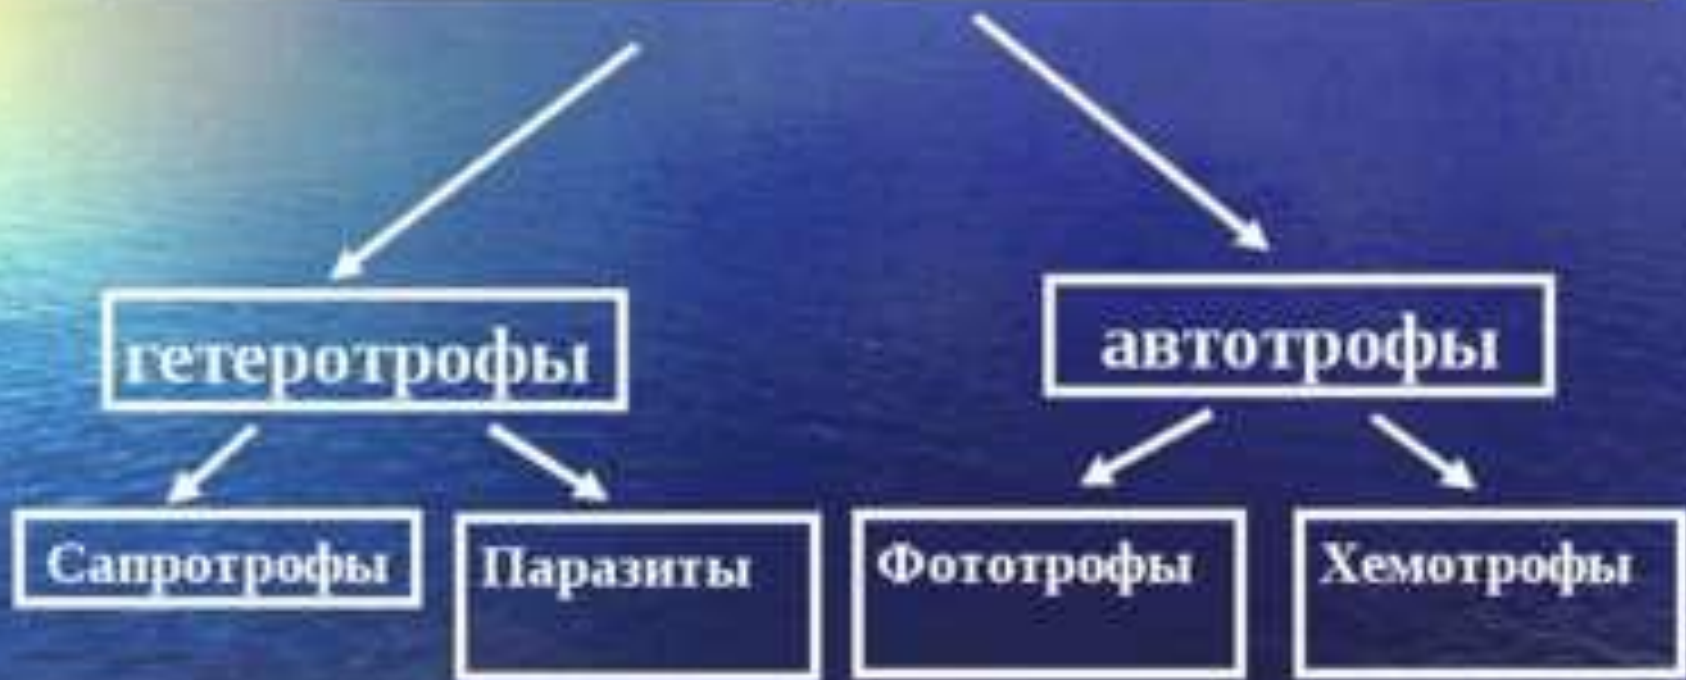 гетеротрофы
автотрофы
Сапротрофы
Паразиты
Фототрофы
Хемотрофы